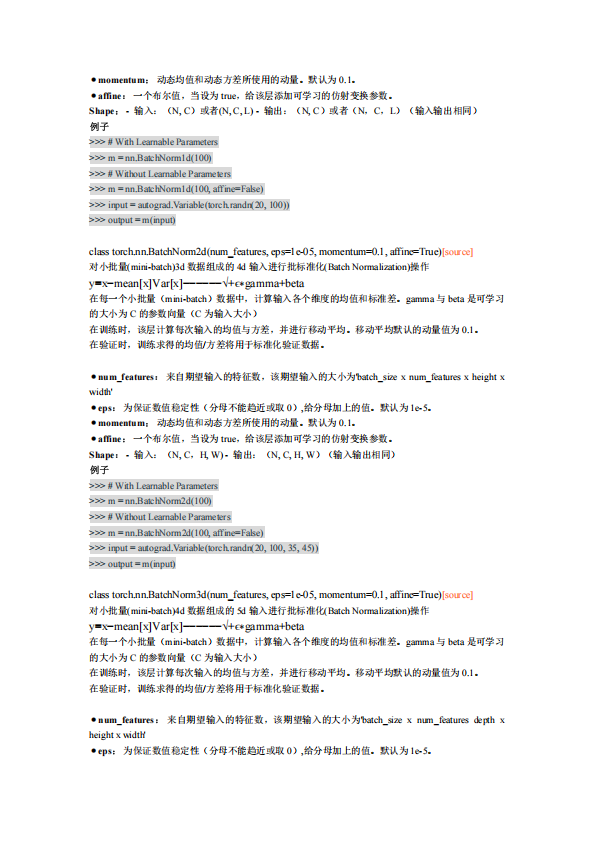 ● momentum： 动态均值和动态方差所使用的动量。默认为 0.1。
● affine： 一个布尔值，当设为 true，给该层添加可学习的仿射变换参数。
Shape：- 输入：（N, C）或者(N, C, L) - 输出：（N, C）或者（N，C，L）（输入输出相同）
例子
>>> # With Learnable Parameters
>>> m = nn.BatchNorm1d(100)
>>> # Without Learnable Parameters
>>> m = nn.BatchNorm1d(100, affine=False)
>>> input = autograd.Variable(torch.randn(20, 100))
>>> output = m(input)
class torch.nn.BatchNorm2d(num_features, eps=1e-05, momentum=0.1, affine=True)[source]
对小批量(mini-batch)3d 数据组成的 4d 输入进行批标准化(Batch Normalization)操作
y=x−mean[x]Var[x]−−−−−−√+ϵ∗gamma+beta
在每一个小批量（mini-batch）数据中，计算输入各个维度的均值和标准差。gamma 与 beta 是可学习
的大小为 C 的参数向量（C 为输入大小）
在训练时，该层计算每次输入的均值与方差，并进行移动平均。移动平均默认的动量值为 0.1。
在验证时，训练求得的均值/方差将用于标准化验证数据。
● num_features： 来自期望输入的特征数，该期望输入的大小为'batch_size x num_features x height x
width'
● eps： 为保证数值稳定性（分母不能趋近或取 0）,给分母加上的值。默认为 1e-5。
● momentum： 动态均值和动态方差所使用的动量。默认为 0.1。
● affine： 一个布尔值，当设为 true，给该层添加可学习的仿射变换参数。
Shape：- 输入：（N, C，H, W) - 输出：（N, C, H, W）（输入输出相同）
例子
>>> # With Learnable Parameters
>>> m = nn.BatchNorm2d(100)
>>> # Without Learnable Parameters
>>> m = nn.BatchNorm2d(100, affine=False)
>>> input = autograd.Variable(torch.randn(20, 100, 35, 45))
>>> output = m(input)
class torch.nn.BatchNorm3d(num_features, eps=1e-05, momentum=0.1, affine=True)[source]
对小批量(mini-batch)4d 数据组成的 5d 输入进行批标准化(Batch Normalization)操作
y=x−mean[x]Var[x]−−−−−−√+ϵ∗gamma+beta
在每一个小批量（mini-batch）数据中，计算输入各个维度的均值和标准差。gamma 与 beta 是可学习
的大小为 C 的参数向量（C 为输入大小）
在训练时，该层计算每次输入的均值与方差，并进行移动平均。移动平均默认的动量值为 0.1。
在验证时，训练求得的均值/方差将用于标准化验证数据。
● num_features： 来自期望输入的特征数，该期望输入的大小为'batch_size x num_features depth x
height x width'
● eps： 为保证数值稳定性（分母不能趋近或取 0）,给分母加上的值。默认为 1e-5。